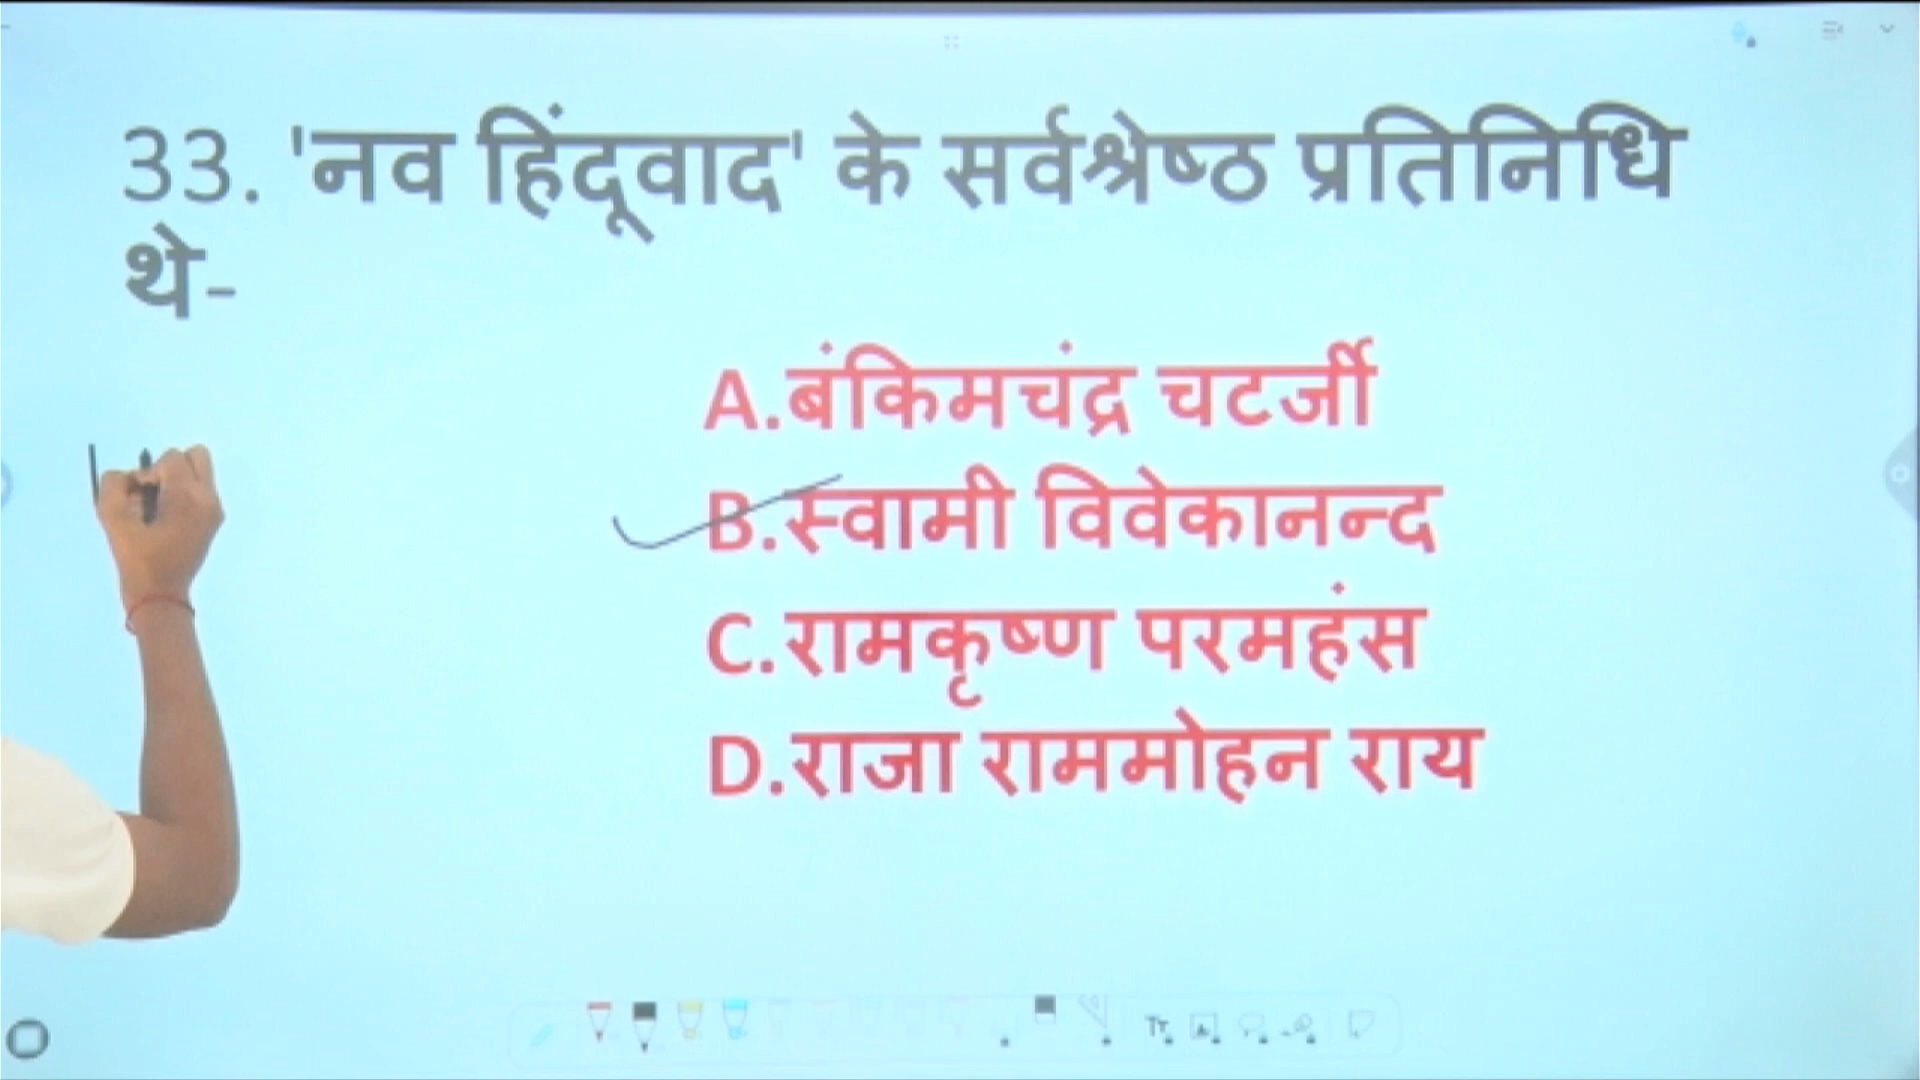 33. 'नव हिंदूवाद' के सर्वश्रेष्ठ प्रतिनिधि
थे-
A.बंकिमचंद्र चटर्जी
B.स्वामी विवेकानन्द
C.रामकृष्ण परमहंस
D.राजा राममोहन राय